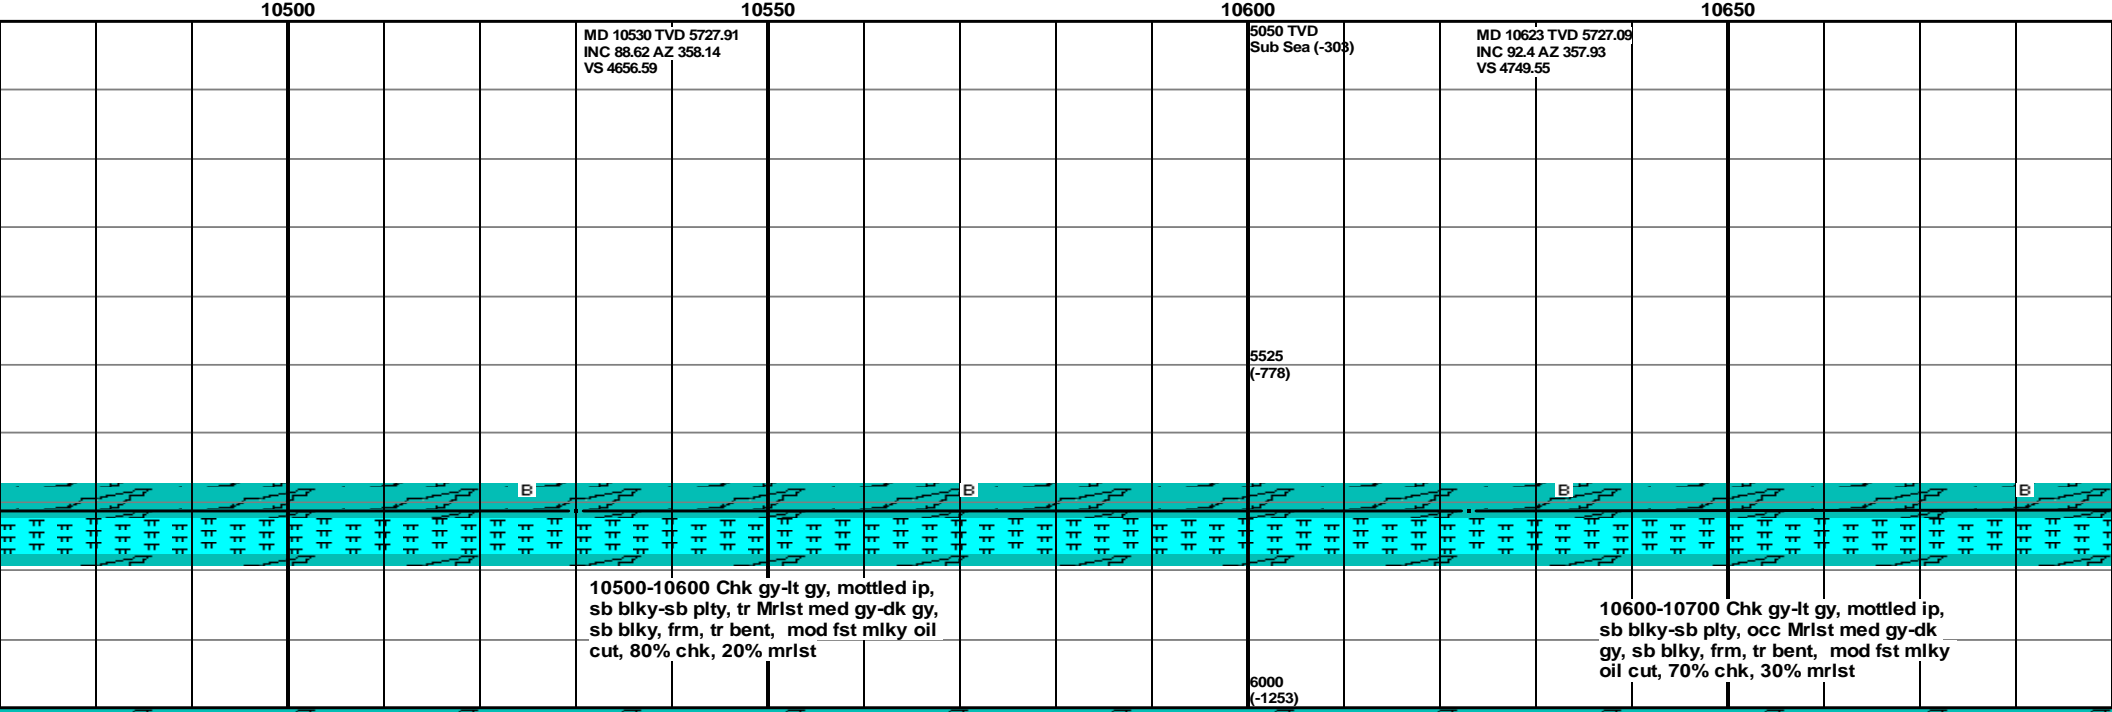 10500
10550
10600
10650
MD 10530 TVD 5727.91
INC 88.62 AZ 358.14
VS 4656.59
5050 TVD
Sub Sea (-303)
MD 10623 TVD 5727.09
INC 92.4 AZ 357.93
VS 4749.55
5525
(-778)
B
B
B
B
10500-10600 Chk gy-lt gy, mottled ip,
sb blky-sb plty, tr Mrlst med gy-dk gy,
sb blky, frm, tr bent, mod fst mlky oil
cut, 80% chk, 20% mrlst
10600-10700 Chk gy-lt gy, mottled ip,
sb blky-sb plty, occ Mrlst med gy-dk
gy, sb blky, frm, tr bent, mod fst mlky
oil cut, 70% chk, 30% mrlst
6000
(-1253)